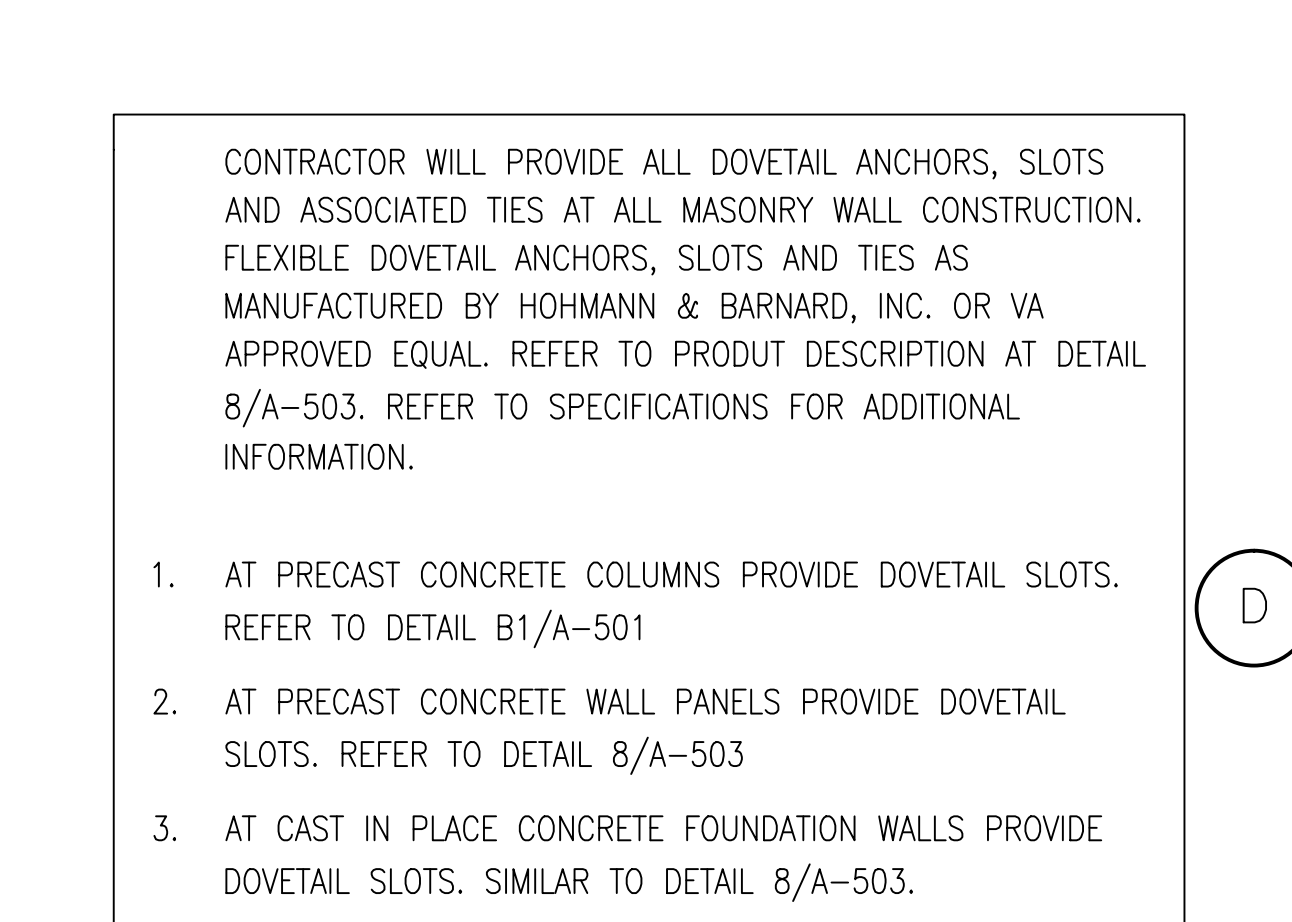 CONTRACTOR WILL PROVIDE ALL DOVETAIL ANCHORS, SLOTS
AND ASSOCIATED TIES AT ALL MASONRY WALL CONSTRUCTION.
FLEXIBLE DOVETAIL ANCHORS, SLOTS AND TIES AS
MANUFACTURED BY HOHMANN & BARNARD, INC. OR VA
APPROVED EQUAL. REFER TO PRODUT DESCRIPTION AT DETAIL
8/A-503. REFER TO SPECIFICATIONS FOR ADDITIONAL
INFORMATION.
1. AT PRECAST CONCRETE COLUMNS PROVIDE DOVETAIL SLOTS.
REFER TO DETAIL B1/A-501
D
2. AT PRECAST CONCRETE WALL PANELS PROVIDE DOVETAIL
SLOTS. REFER TO DETAIL 8/A-503
3. AT CAST IN PLACE CONCRETE FOUNDATION WALLS PROVIDE
DOVETAIL SLOTS. SIMILAR TO DETAIL 8/A-503.